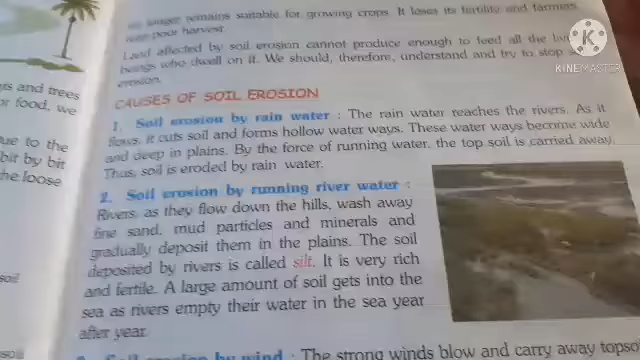 no longer remains suitable for growing crops. It loses its fertility and farmers
poor harvest.
Land affected by soil erosion cannot produce enough to feed all the
beings who dwell on it. We should, therefore, understand and try to stop
erosion.
CAUSES OF SOIL EROSION
1. Soil erosion by rain water : The rain water reaches the rivers. As it
flows, it cuts soil and forms hollow water ways. These water ways become wide
and deep in plains. By the force of running water, the top soil is carried away.
Thus, soil is eroded by rain water.
2. Soil erosion by running river water :
Rivers, as they flow down the hills, wash away
fine sand, mud particles and minerals and
gradually deposit them in the plains. The soil
deposited by rivers is called silt. It is very rich
and fertile. A large amount of soil gets into the
sea as rivers empty their water in the sea year
after year.
3. Soil erosion by wind : The strong winds blow and carry away
and trees
or food, we
ue to the
bit by bit
he loose
soil
soil
K
KINEMASTER